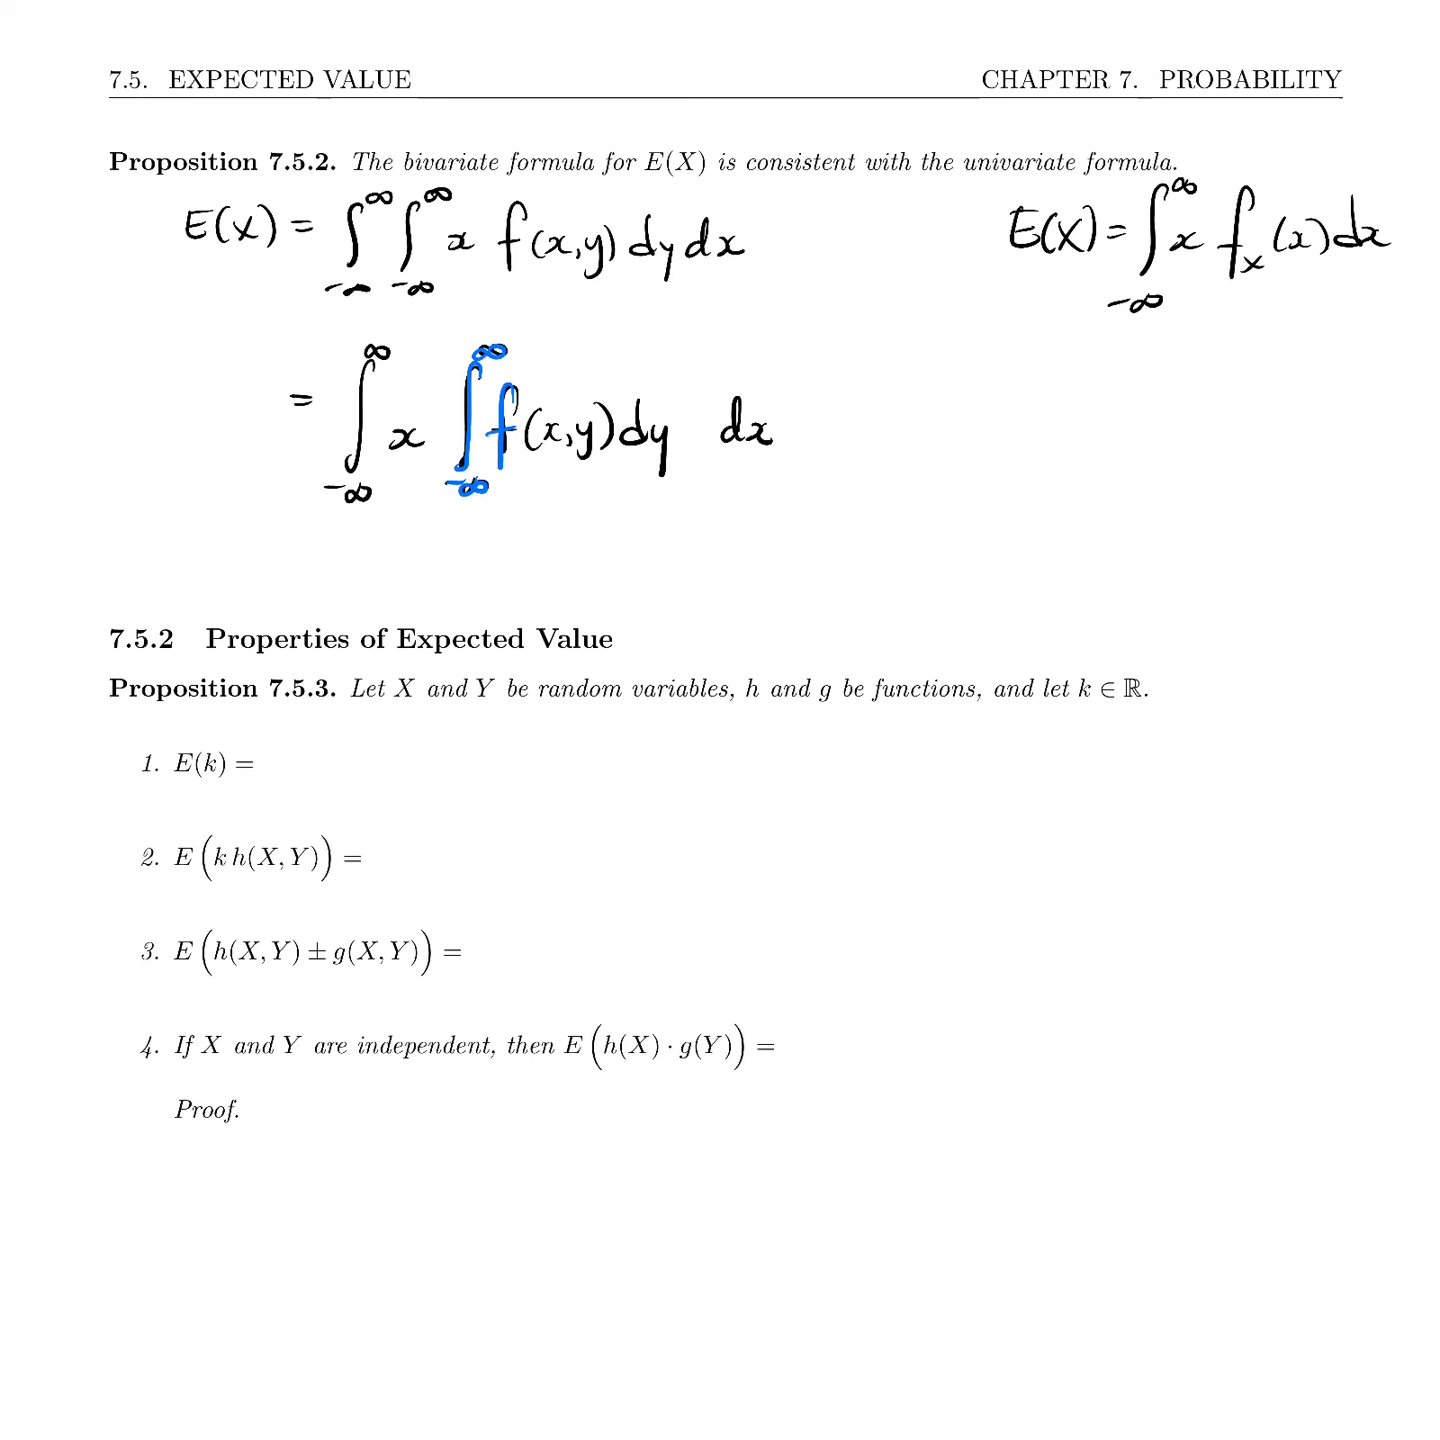 7.5. EXPECTED VALUE CHAPTER 7. PROBABILITY
Proposition 7.5.2. The bivariate formula for E(X) is consistent with the univariate formula.
E(X) = ∫_{-∞}^{∞} ∫_{-∞}^{∞} x f(x,y) dy dx
E(X) = ∫_{-∞}^{∞} x f_X(x) dx
= ∫_{-∞}^{∞} x ∫_{-∞}^{∞} f(x,y) dy dx
7.5.2 Properties of Expected Value
Proposition 7.5.3. Let X and Y be random variables, h and g be functions, and let k ∈ ℝ.
1. E(k) =
2. E(k h(X, Y)) =
3. E(h(X, Y) ± g(X, Y)) =
4. If X and Y are independent, then E(h(X) · g(Y)) =
Proof.